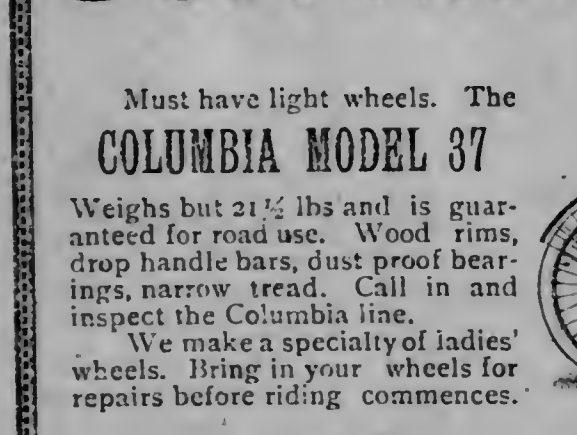 Must have light wheels. The
COLUMBIA MODEL 37
Weighs but 21½ lbs and is guar-
anteed for road use. Wood rims,
drop handle bars, dust proof bear-
ings, narrow tread. Call in and
inspect the Columbia line.
We make a specialty of ladies'
wheels. Bring in your wheels for
repairs before riding commences.